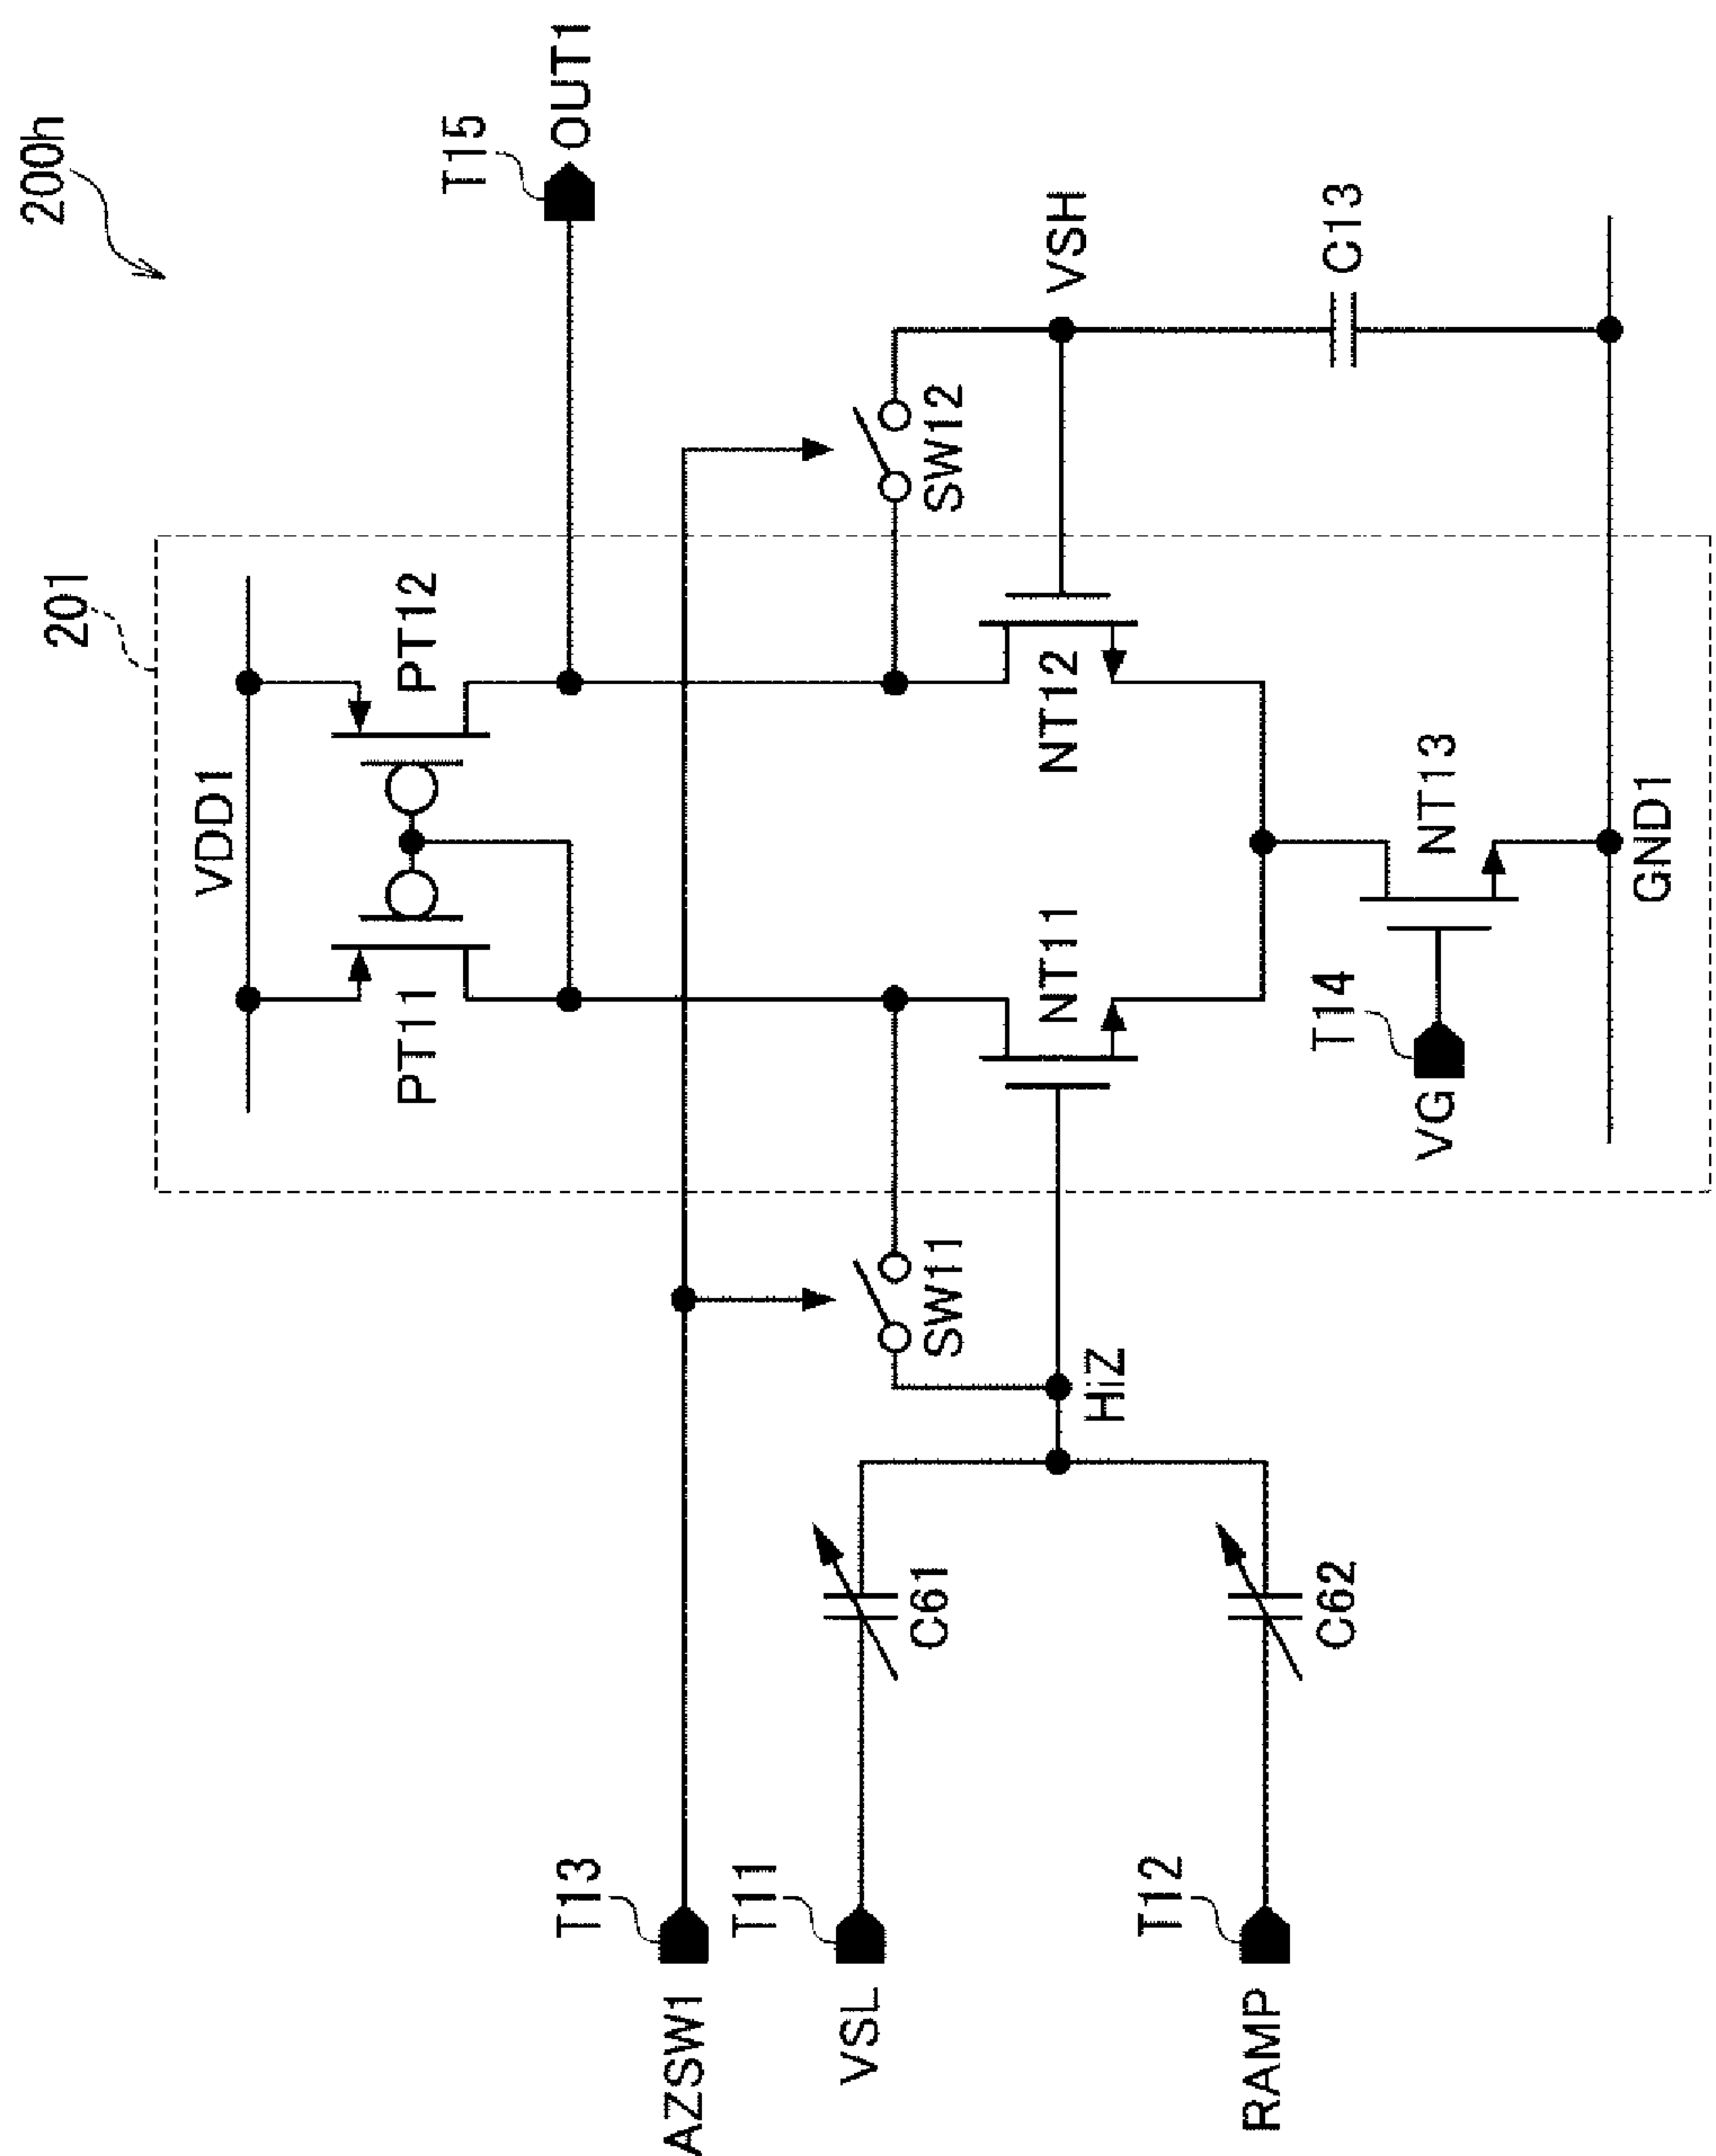 200h
201
VDD1
PT11
PT12
T15
OUT1
T13
AZSW1
SW11
SW12
T11
VSL
C61
HiZ
NT11
NT12
VSH
T12
RAMP
C62
T14
VG
NT13
C13
GND1